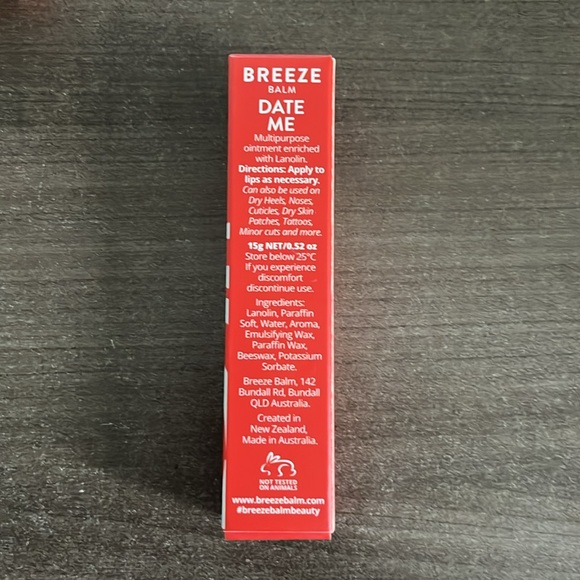 BREEZE
BALM
DATE
ME
Multipurpose
ointment enriched
with Lanolin.
Directions: Apply to
lips as necessary.
Can also be used on
Dry Heels, Noses,
Cuticles, Dry Skin
Patches, Tattoos,
Minor cuts and more.
15g NET/0.52 oz
Store below 25°C
If you experience
discomfort
discontinue use.
Ingredients:
Lanolin, Paraffin
Soft, Water, Aroma,
Emulsifying Wax,
Paraffin Wax,
Beeswax, Potassium
Sorbate.
Breeze Balm, 142
Bundall Rd, Bundall
QLD Australia.
Created in
New Zealand,
Made in Australia.
NOT TESTED
ON ANIMALS
www.breezebalm.com
#breezebalmbeauty